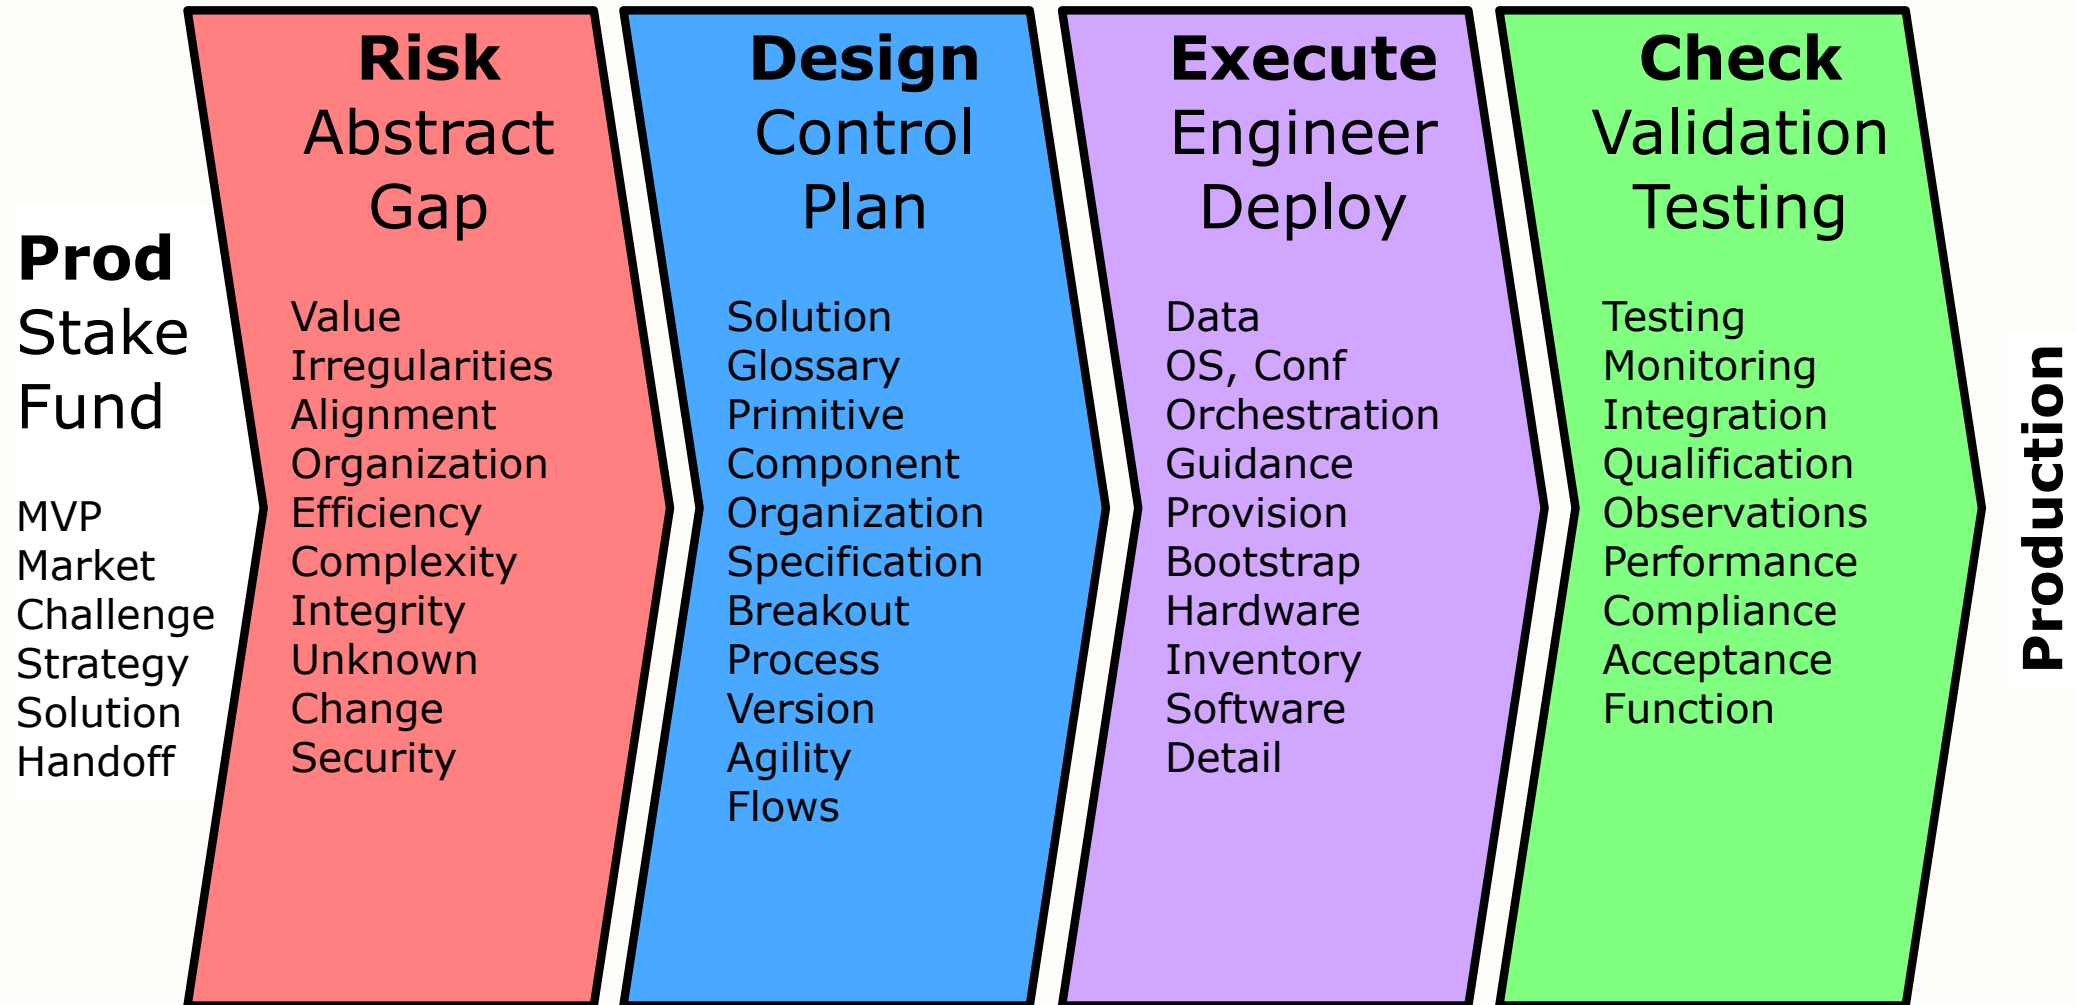 Prod
Stake
Fund
MVP
Market
Challenge
Strategy
Solution
Handoff
Risk
Abstract
Gap
Value
Irregularities
Alignment
Organization
Efficiency
Complexity
Integrity
Unknown
Change
Security
Design
Control
Plan
Solution
Glossary
Primitive
Component
Organization
Specification
Breakout
Process
Version
Agility
Flows
Execute
Engineer
Deploy
Data
OS, Conf
Orchestration
Guidance
Provision
Bootstrap
Hardware
Inventory
Software
Detail
Check
Validation
Testing
Testing
Monitoring
Integration
Qualification
Observations
Performance
Compliance
Acceptance
Function
Production